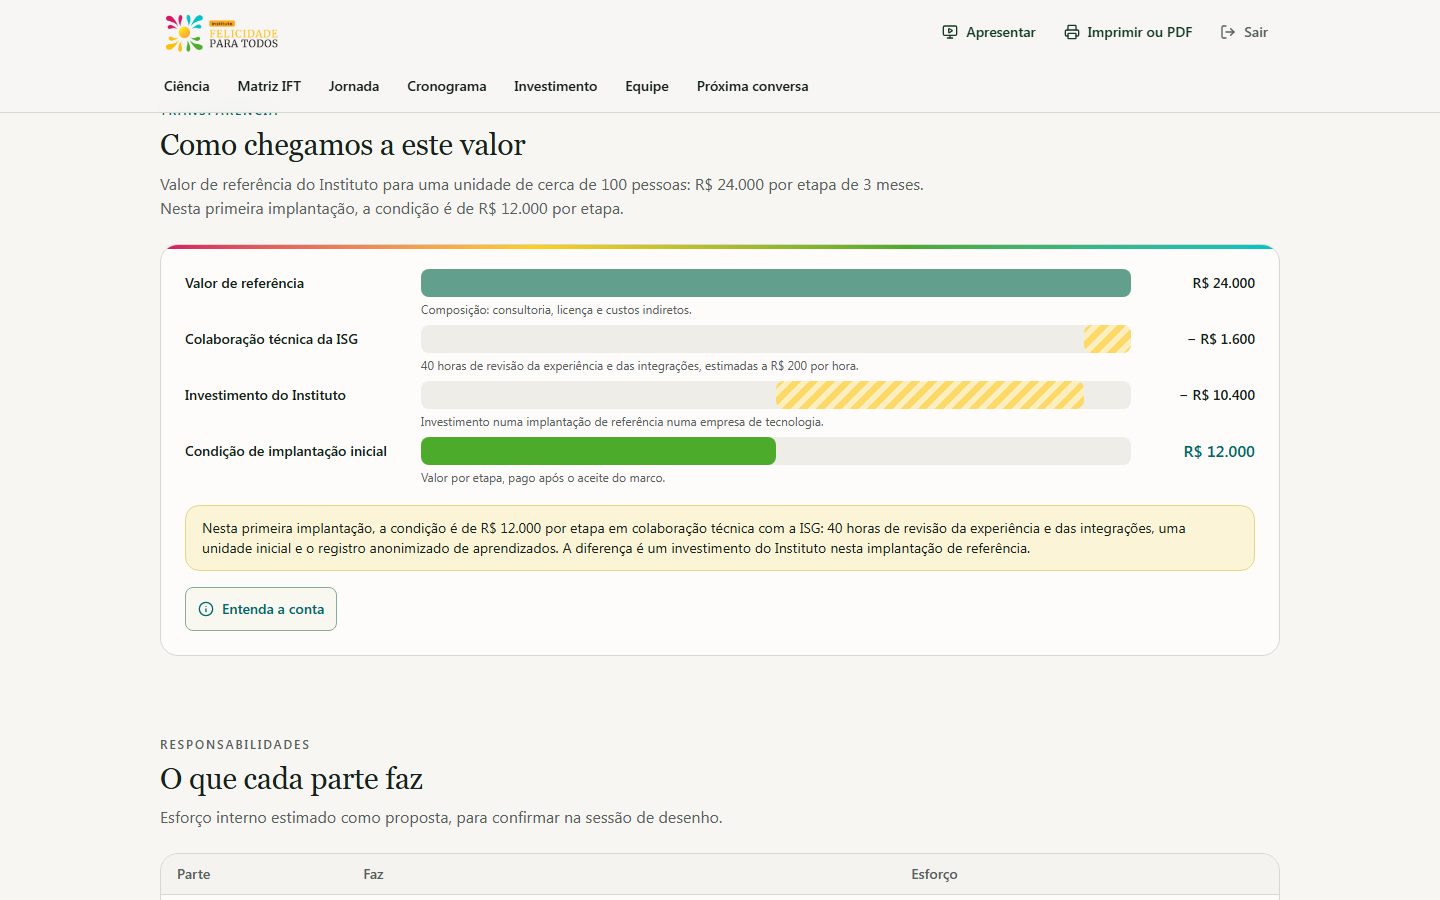 Instituto
FELICIDADE
PARA TODOS
Apresentar
Imprimir ou PDF
Sair
Ciência
Matriz IFT
Jornada
Cronograma
Investimento
Equipe
Próxima conversa
Como chegamos a este valor
Valor de referência do Instituto para uma unidade de cerca de 100 pessoas: R$ 24.000 por etapa de 3 meses.
Nesta primeira implantação, a condição é de R$ 12.000 por etapa.
Valor de referência
R$ 24.000
Composição: consultoria, licença e custos indiretos.
Colaboração técnica da ISG
− R$ 1.600
40 horas de revisão da experiência e das integrações, estimadas a R$ 200 por hora.
Investimento do Instituto
− R$ 10.400
Investimento numa implantação de referência numa empresa de tecnologia.
Condição de implantação inicial
R$ 12.000
Valor por etapa, pago após o aceite do marco.
Nesta primeira implantação, a condição é de R$ 12.000 por etapa em colaboração técnica com a ISG: 40 horas de revisão da experiência e das integrações, uma
unidade inicial e o registro anonimizado de aprendizados. A diferença é um investimento do Instituto nesta implantação de referência.
Entenda a conta
RESPONSABILIDADES
O que cada parte faz
Esforço interno estimado como proposta, para confirmar na sessão de desenho.
Parte
Faz
Esforço